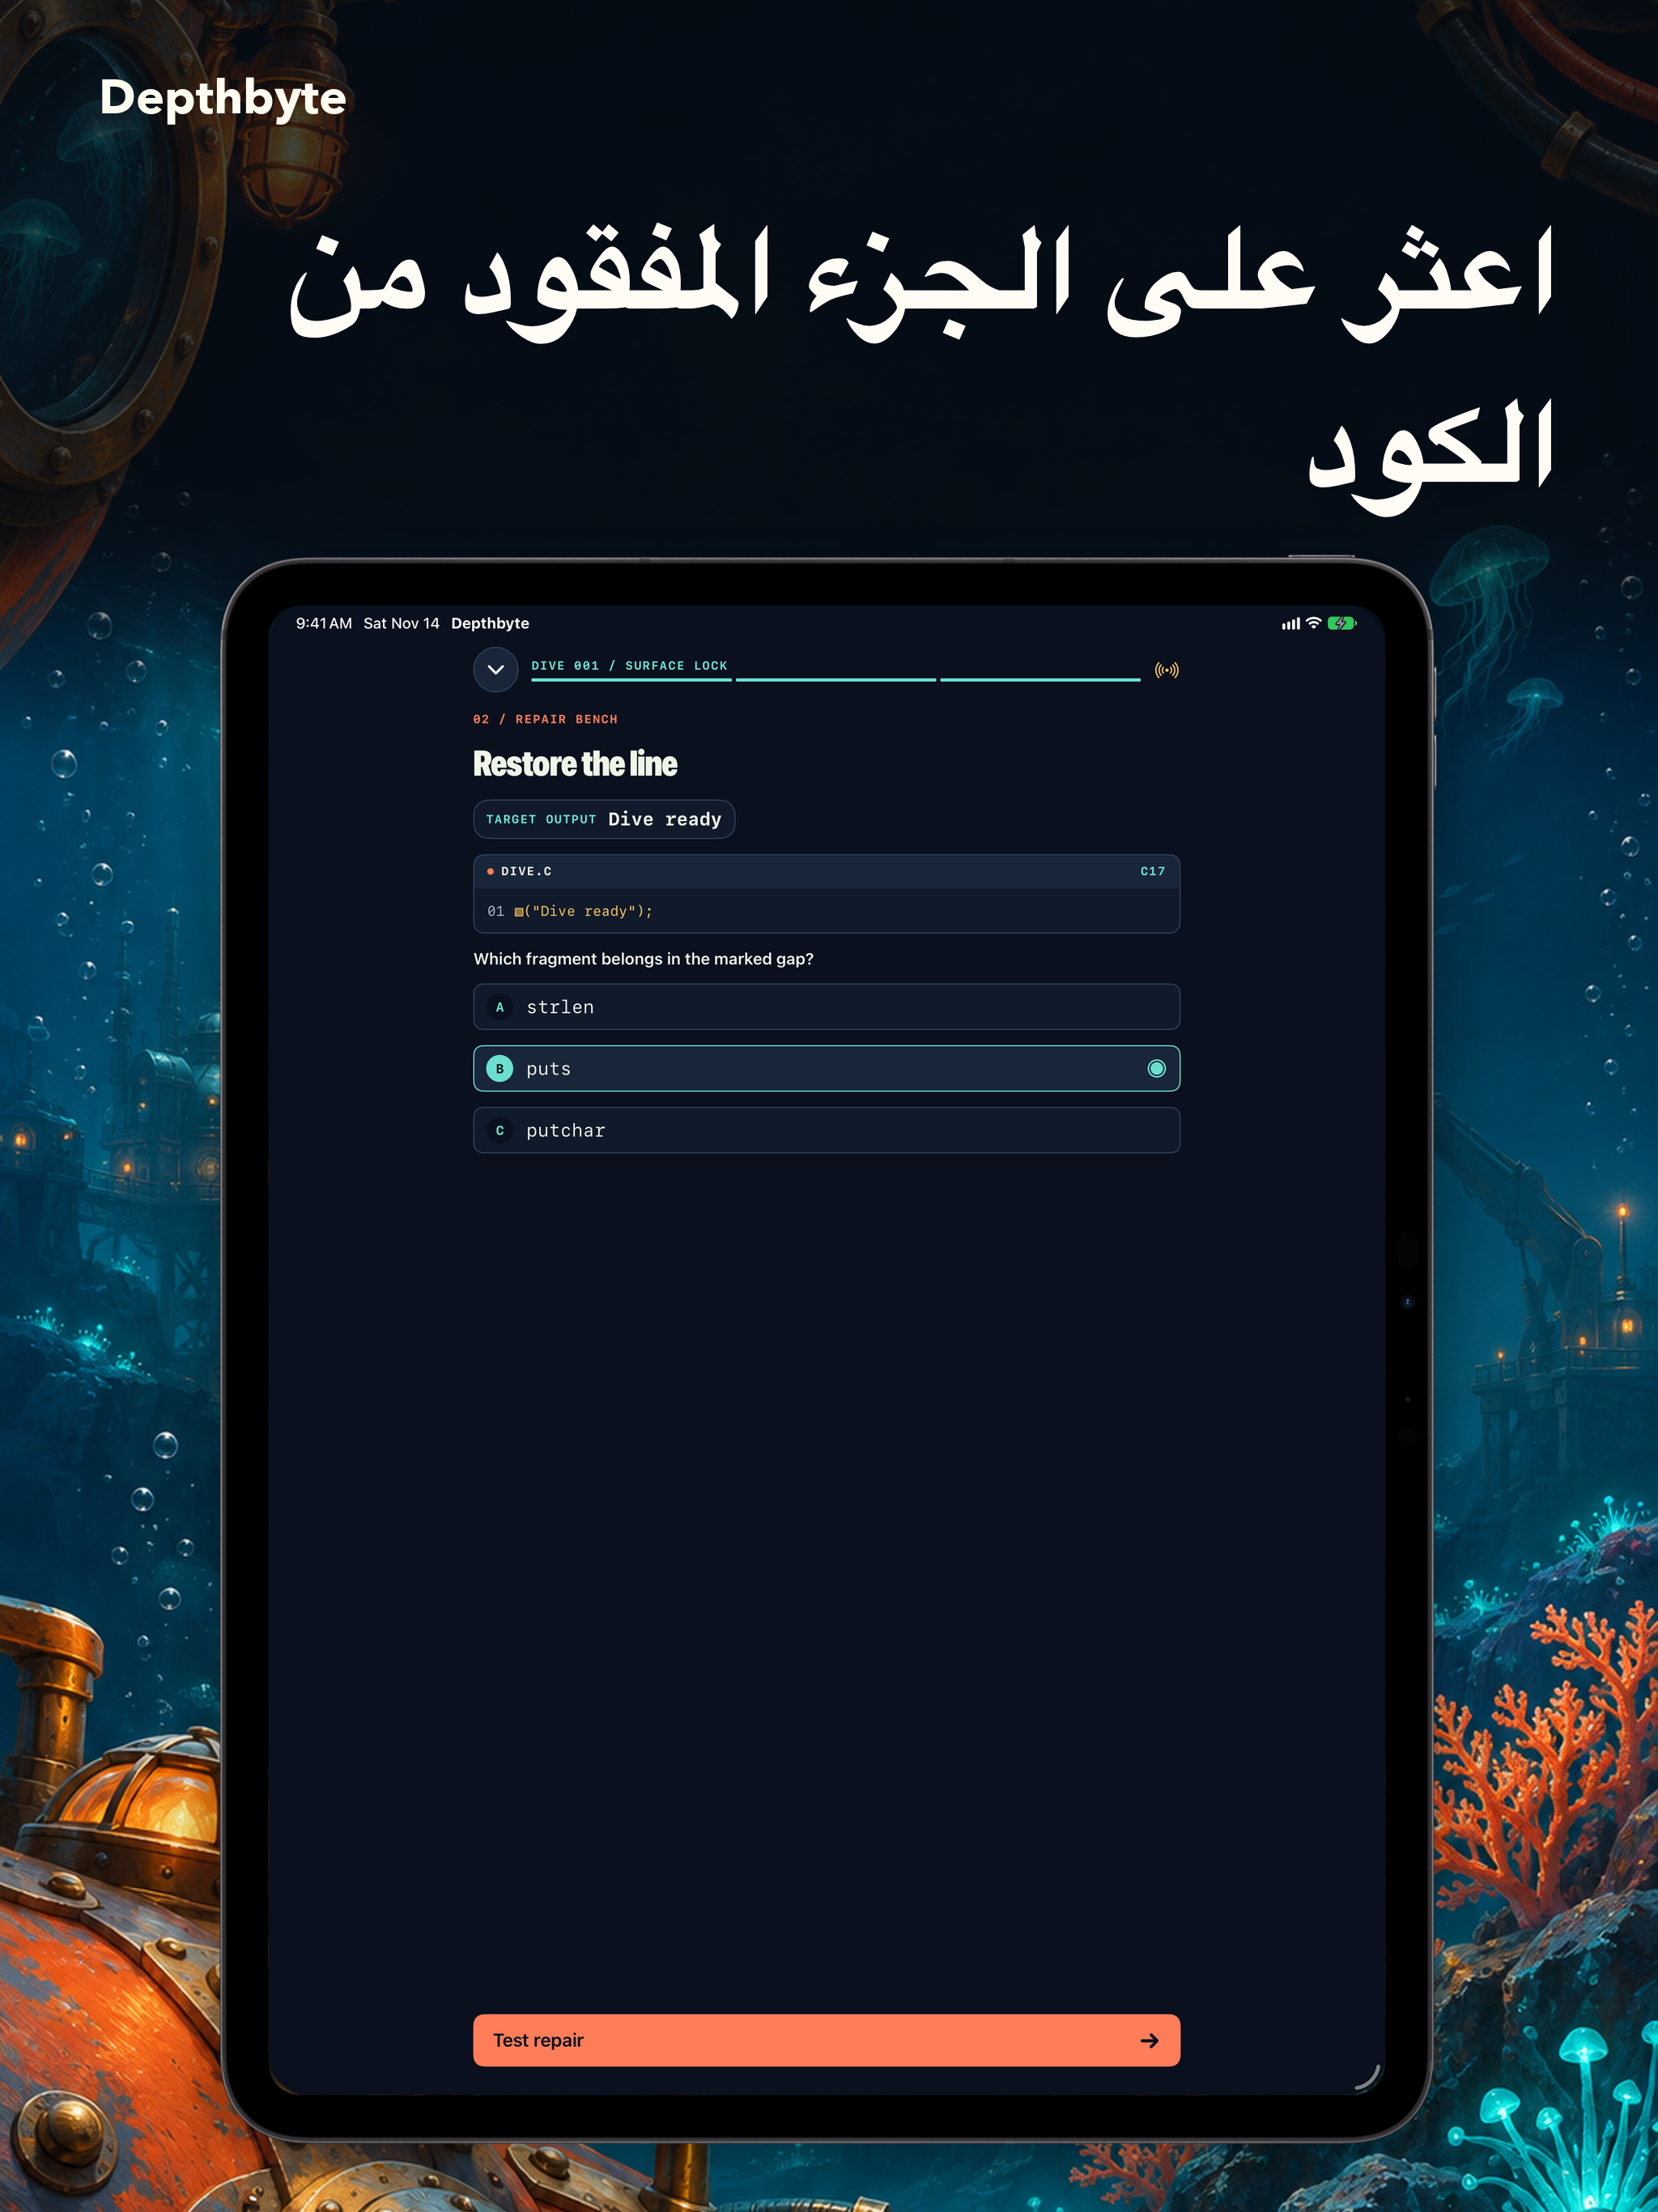 Depthbyte
اعثر على الجزء المفقود من
الكود
9:41 AM Sat Nov 14 Depthbyte
DIVE 001 / SURFACE LOCK
02 / REPAIR BENCH
Restore the line
TARGET OUTPUT Dive ready
DIVE.C C17
01 ▧("Dive ready");
Which fragment belongs in the marked gap?
A strlen
B puts
C putchar
Test repair